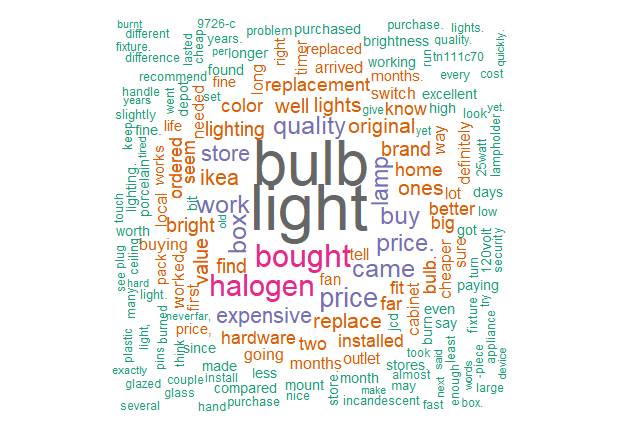 burnt
different
fixture.
difference
recommend
handle
years
slightly
fine.
keep
lighting.
porcelain
tired
touch
worth
see plug
ceiling
hard
many
light.
light,
plastic
exactly
glazed
several
lasted
cheap
9726-c
years.
per
longer
found
went
depot
set
needed
life
works
local
ordered
seem
bit
bright
buying
pack
worked
first
value
neverfar,
price,
pins
burned
think
since
couple
glass
install
made
hand
purchase
compared
problem
purchased
right
timer
replaced
long
fine
arrived
replacement
color
well
lights
lighting
quality
store
ikea
work
box
old
find
bulb
light
bought
halogen
expensive
tell
fan
price
replace
hardware
two
going
months
outlet
installed
less
mount
nice
store
month
make
incandescent
may
almost
stores.
took
purchase.
lights.
brightness
quality.
working
run
tn111c70
quickly.
months.
every
cost
switch
excellent
give
know
high
look
yet.
original
yet
way
definitely
25watt
lampholder
brand
lamp
home
ones
lot
days
buy
better
low
big
got
price.
sure
120volt
security
came
bulb.
cheaper
turn
paying
fit
far
cabinet
jcd
burn
even
say
fixture
try
appliance
-piece
device
least
said
words
enough
next
fast
box.
large